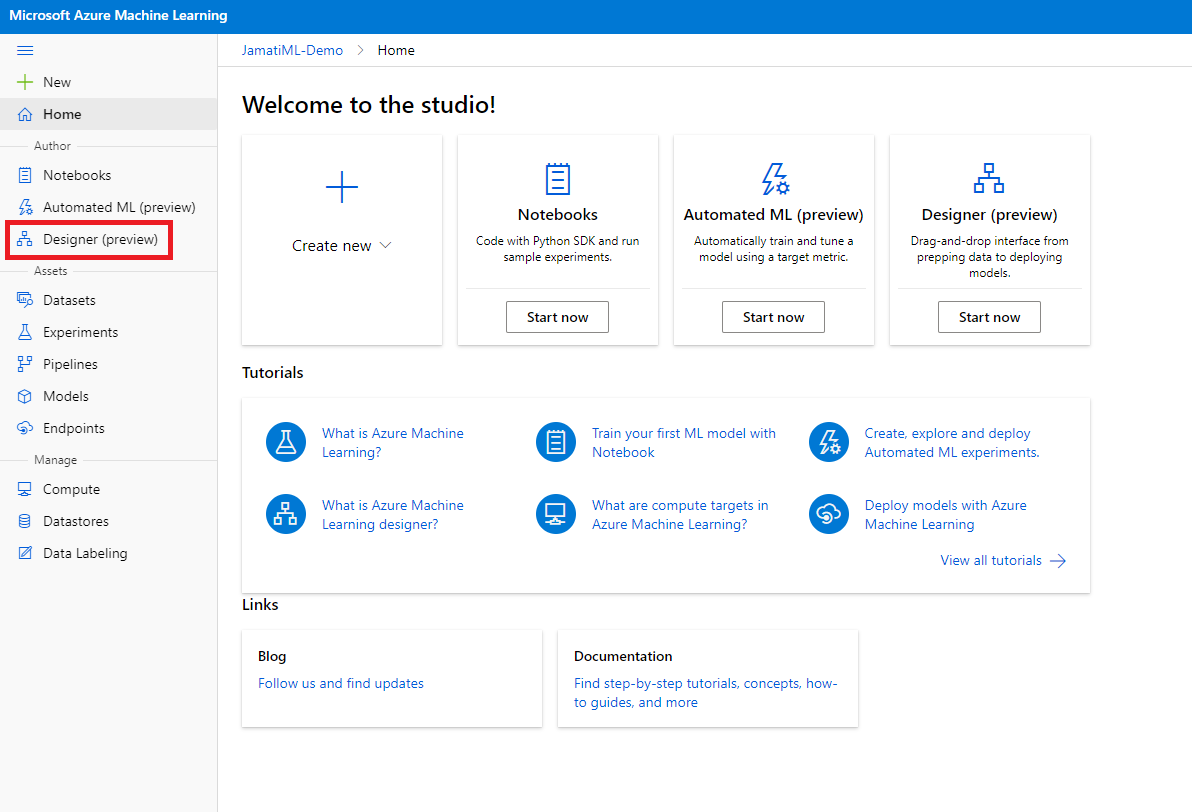 Microsoft Azure Machine Learning
JamatiML-Demo > Home
New
Home
Author
Notebooks
Automated ML (preview)
Designer (preview)
Assets
Datasets
Experiments
Pipelines
Models
Endpoints
Manage
Compute
Datastores
Data Labeling
Welcome to the studio!
Create new
Notebooks
Code with Python SDK and run
sample experiments.
Start now
Automated ML (preview)
Automatically train and tune a
model using a target metric.
Start now
Designer (preview)
Drag-and-drop interface from
prepping data to deploying
models.
Start now
Tutorials
What is Azure Machine
Learning?
Train your first ML model with
Notebook
Create, explore and deploy
Automated ML experiments.
What is Azure Machine
Learning designer?
What are compute targets in
Azure Machine Learning?
Deploy models with Azure
Machine Learning
View all tutorials
Links
Blog
Follow us and find updates
Documentation
Find step-by-step tutorials, concepts, how-
to guides, and more